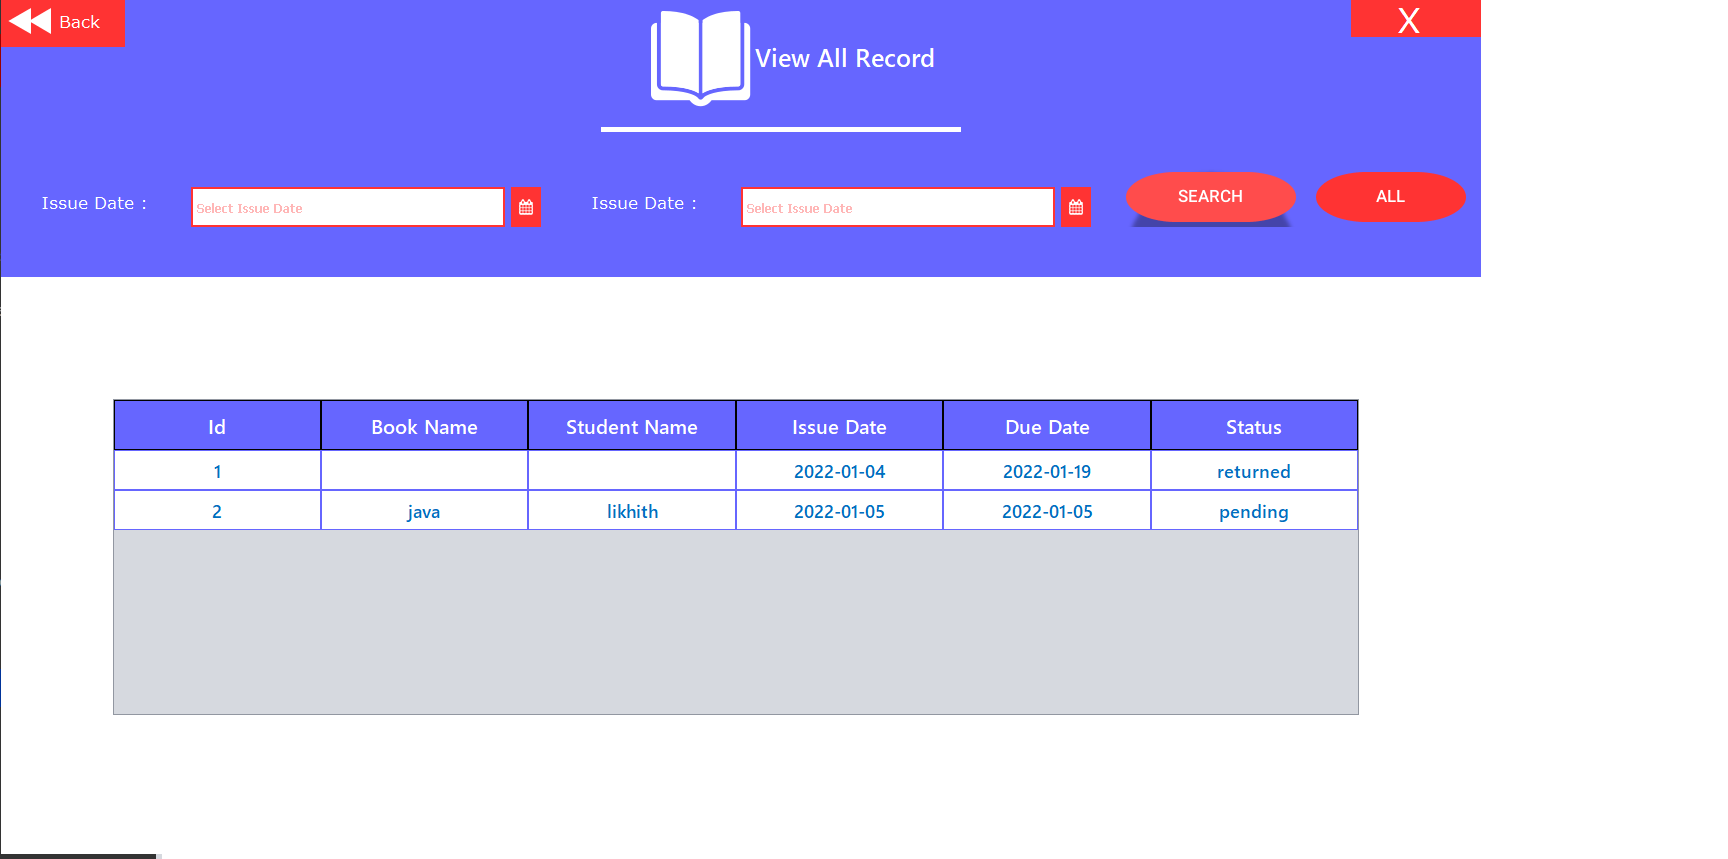 Back
X
View All Record
Issue Date :
Select Issue Date
Issue Date :
Select Issue Date
SEARCH
ALL
Id Book Name Student Name Issue Date Due Date Status
1 2022-01-04 2022-01-19 returned
2 java likhith 2022-01-05 2022-01-05 pending